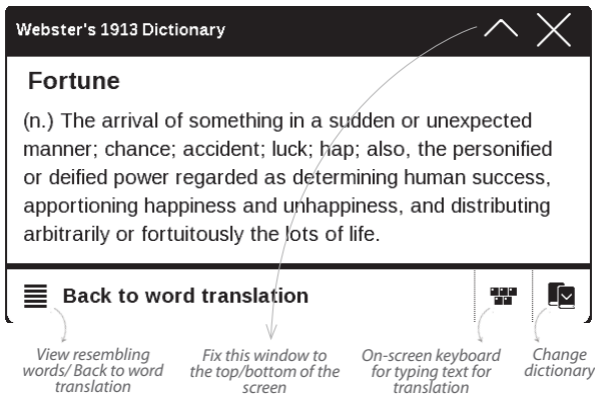 Webster's 1913 Dictionary
Fortune
(n.) The arrival of something in a sudden or unexpected
manner; chance; accident; luck; hap; also, the personified
or deified power regarded as determining human success,
apportioning happiness and unhappiness, and distributing
arbitrarily or fortuitously the lots of life.
Back to word translation
View resembling
words/ Back to word
translation
Fix this window to
the top/bottom of the
screen
On-screen keyboard
for typing text for
translation
Change
dictionary